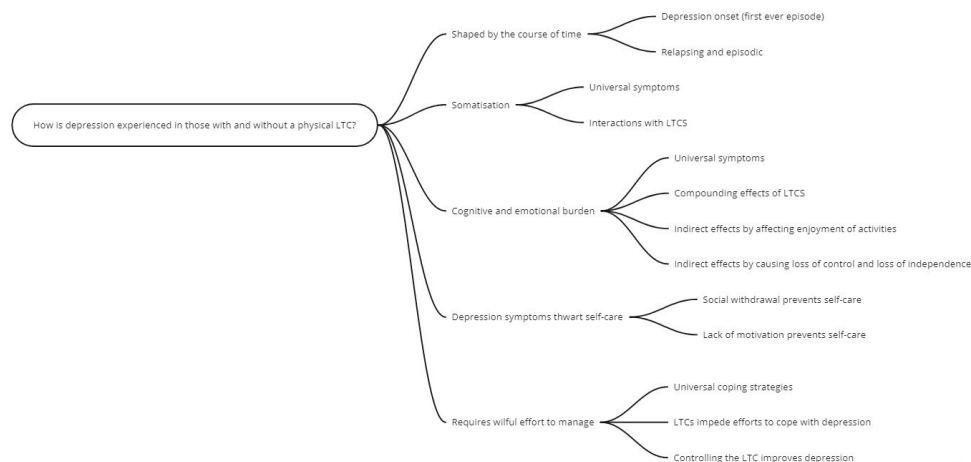 How is depression experienced in those with and without a physical LTC?
Shaped by the course of time
Depression onset (first ever episode)
Relapsing and episodic
Somatisation
Universal symptoms
Interactions with LTCS
Cognitive and emotional burden
Universal symptoms
Compounding effects of LTCS
Indirect effects by affecting enjoyment of activities
Indirect effects by causing loss of control and loss of independence
Depression symptoms thwart self-care
Social withdrawal prevents self-care
Lack of motivation prevents self-care
Requires wilful effort to manage
Universal coping strategies
LTCs impede efforts to cope with depression
Controlling the LTC improves depression